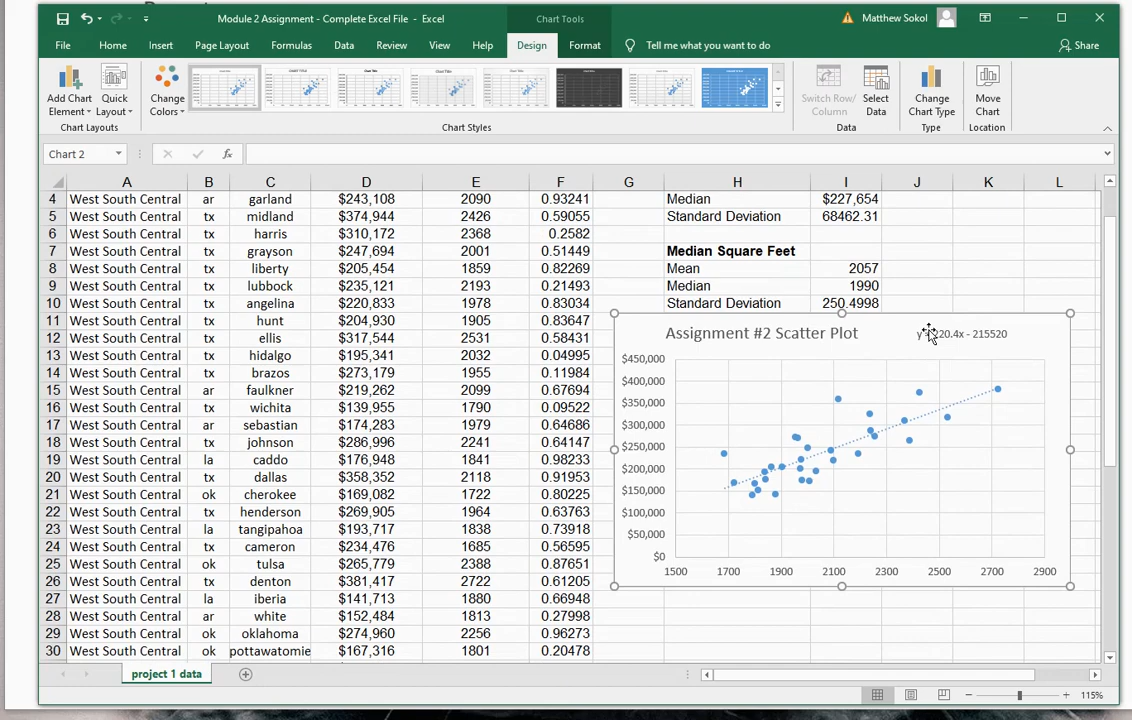 Module 2 Assignment - Complete Excel File - Excel
Chart Tools
Matthew Sokol
File Home Insert Page Layout Formulas Data Review View Help Design Format Tell me what you want to do Share
Add Chart Element
Quick Layout
Change Colors
Switch Row/ Column
Select Data
Change Chart Type
Move Chart
Chart Layouts Chart Styles Data Type Location
Chart 2 fx
A B C D E F G H I J K L
4 West South Central ar garland $243,108 2090 0.93241 Median $227,654
5 West South Central tx midland $374,944 2426 0.59055 Standard Deviation 68462.31
6 West South Central tx harris $310,172 2368 0.2582
7 West South Central tx grayson $247,694 2001 0.51449 Median Square Feet
8 West South Central tx liberty $205,454 1859 0.82269 Mean 2057
9 West South Central tx lubbock $235,121 2193 0.21493 Median 1990
10 West South Central tx angelina $220,833 1978 0.83034 Standard Deviation 250.4998
11 West South Central tx hunt $204,930 1905 0.83647
12 West South Central tx ellis $317,544 2531 0.58431
13 West South Central tx hidalgo $195,341 2032 0.04995
14 West South Central tx brazos $273,179 1955 0.11984
15 West South Central ar faulkner $219,262 2099 0.67694
16 West South Central tx wichita $139,955 1790 0.09522
17 West South Central ar sebastian $174,283 1979 0.64686
18 West South Central tx johnson $286,996 2241 0.64147
19 West South Central la caddo $176,948 1841 0.98233
20 West South Central tx dallas $358,352 2118 0.91953
21 West South Central ok cherokee $169,082 1722 0.80225
22 West South Central tx henderson $269,905 1964 0.63763
23 West South Central la tangipahoa $193,717 1838 0.73918
24 West South Central tx cameron $234,476 1685 0.56595
25 West South Central ok tulsa $265,779 2388 0.87651
26 West South Central tx denton $381,417 2722 0.61205
27 West South Central la iberia $141,713 1880 0.66948
28 West South Central ar white $152,484 1813 0.27998
29 West South Central ok oklahoma $274,960 2256 0.96273
30 West South Central ok pottawatomie $167,316 1801 0.20478
Assignment #2 Scatter Plot
20.4x - 215520
$450,000
$400,000
$350,000
$300,000
$250,000
$200,000
$150,000
$100,000
$50,000
$0
1500 1700 1900 2100 2300 2500 2700 2900
project 1 data
115%